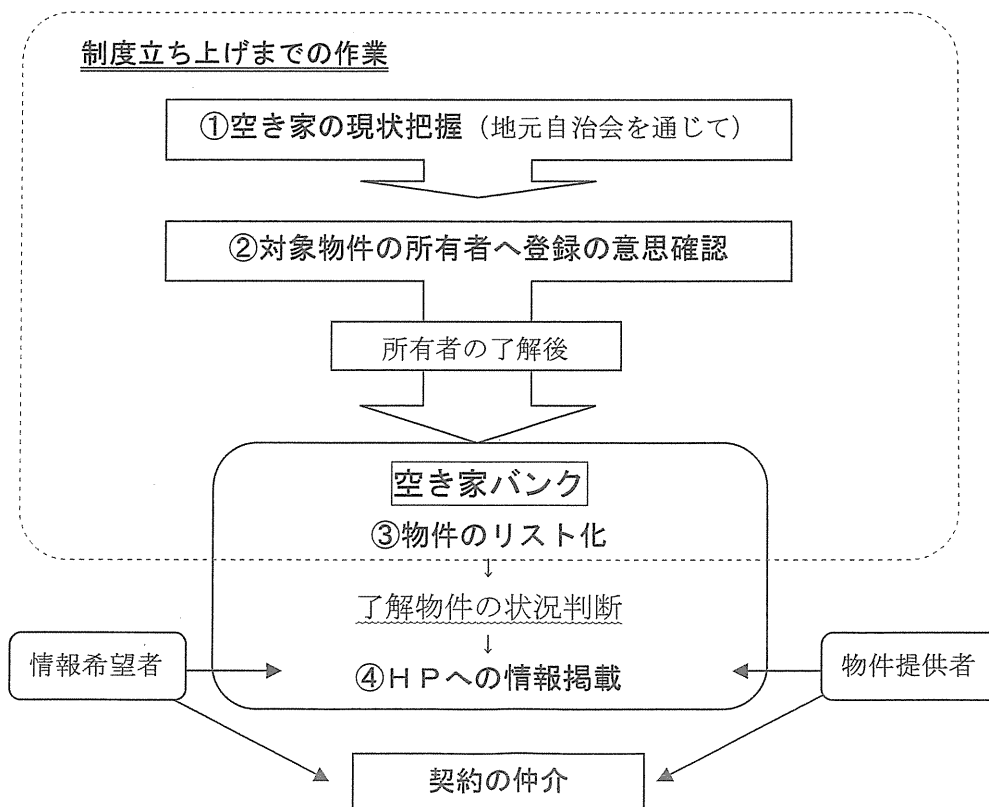 制度立ち上げまでの作業
①空き家の現状把握（地元自治会を通じて）
②対象物件の所有者へ登録の意思確認
所有者の了解後
空き家バンク
③物件のリスト化
↓
了解物件の状況判断
↓
情報希望者
④ＨＰへの情報掲載
物件提供者
契約の仲介